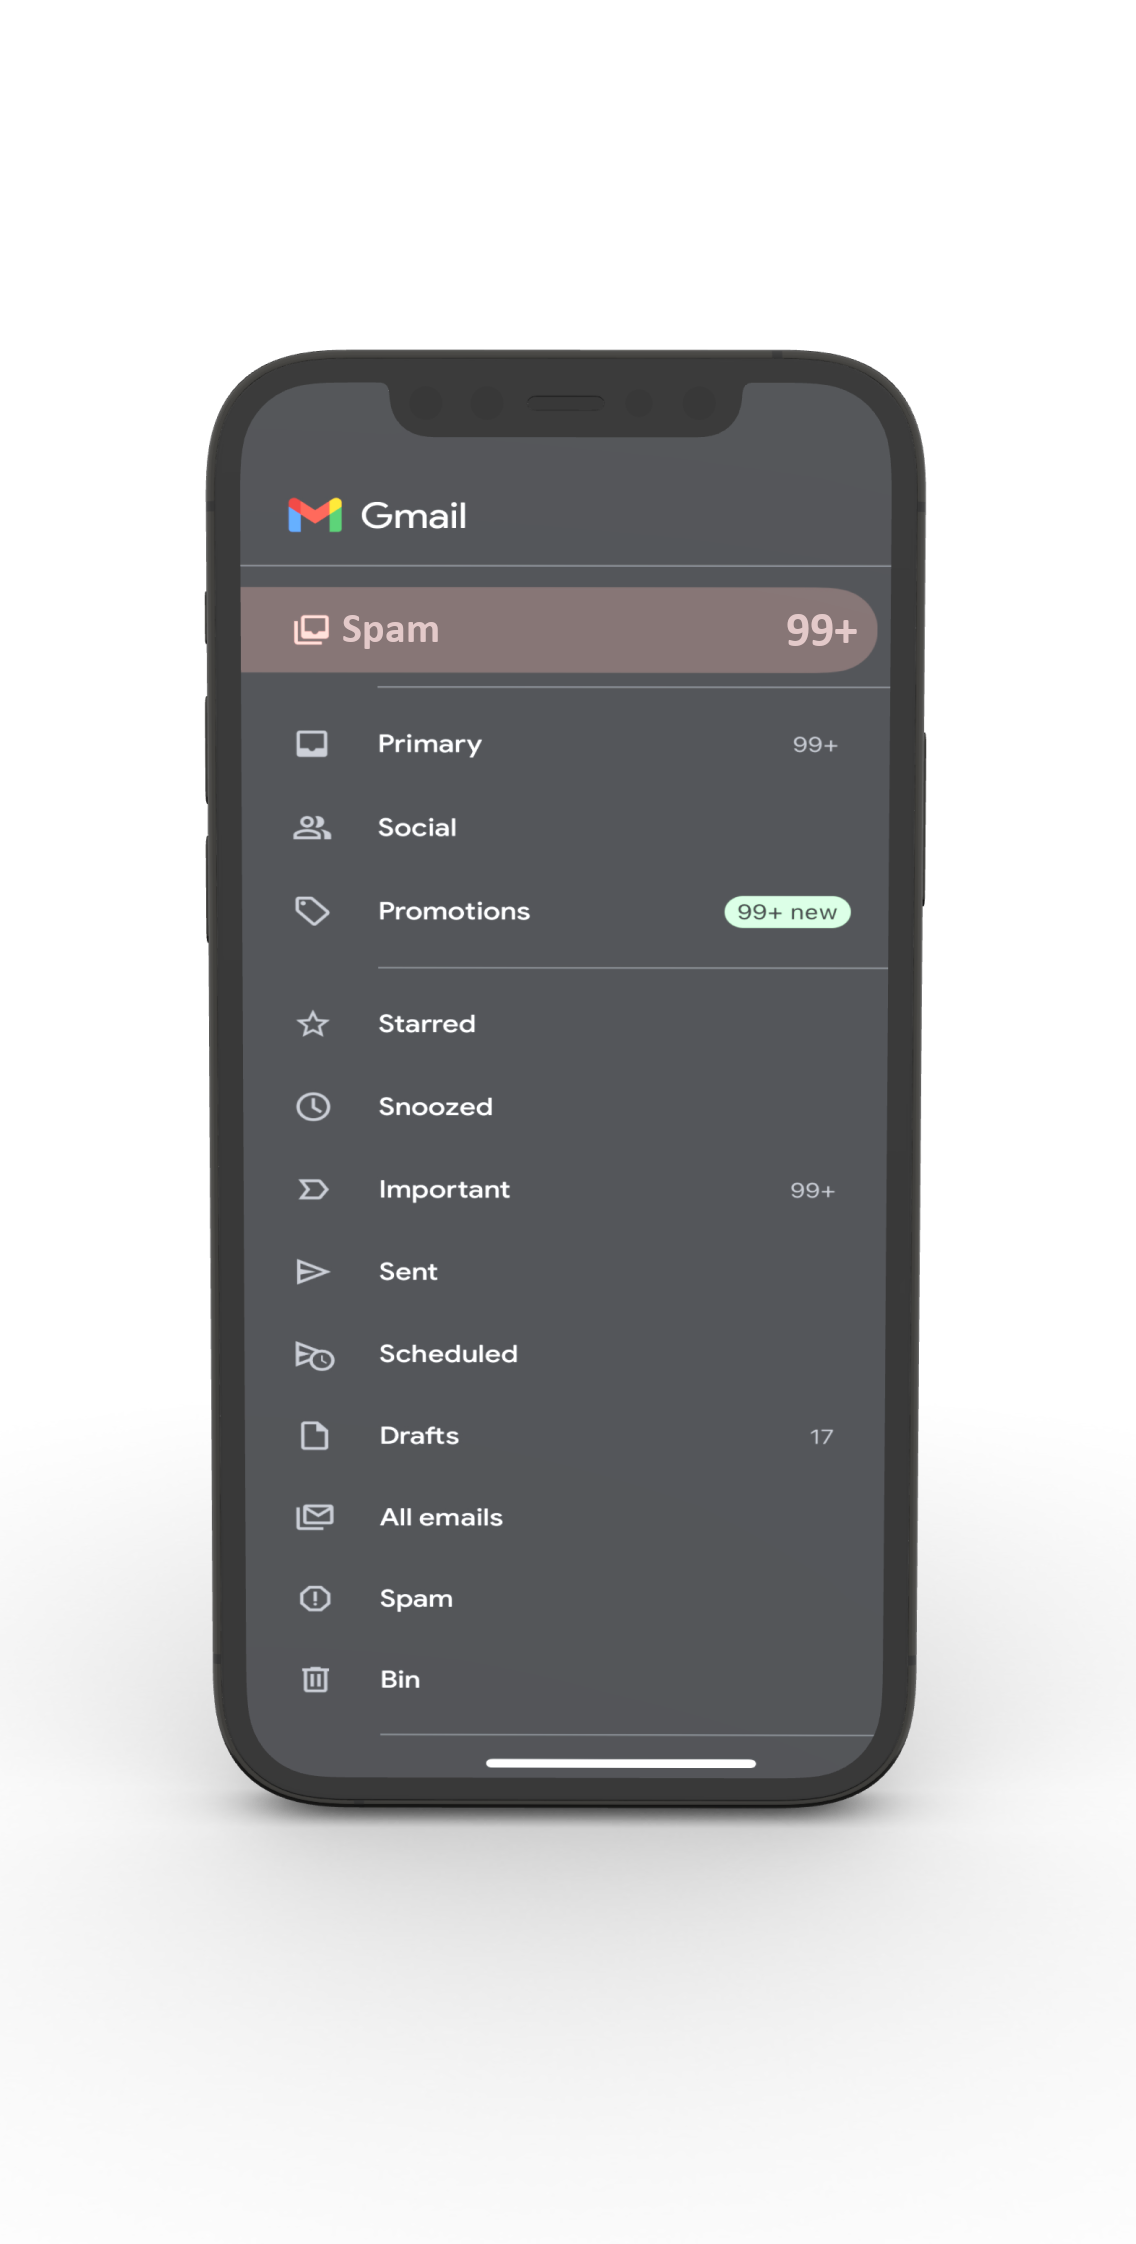 Gmail
Spam 99+
Primary 99+
Social
Promotions 99+ new
Starred
Snoozed
Important 99+
Sent
Scheduled
Drafts 17
All emails
Spam
Bin